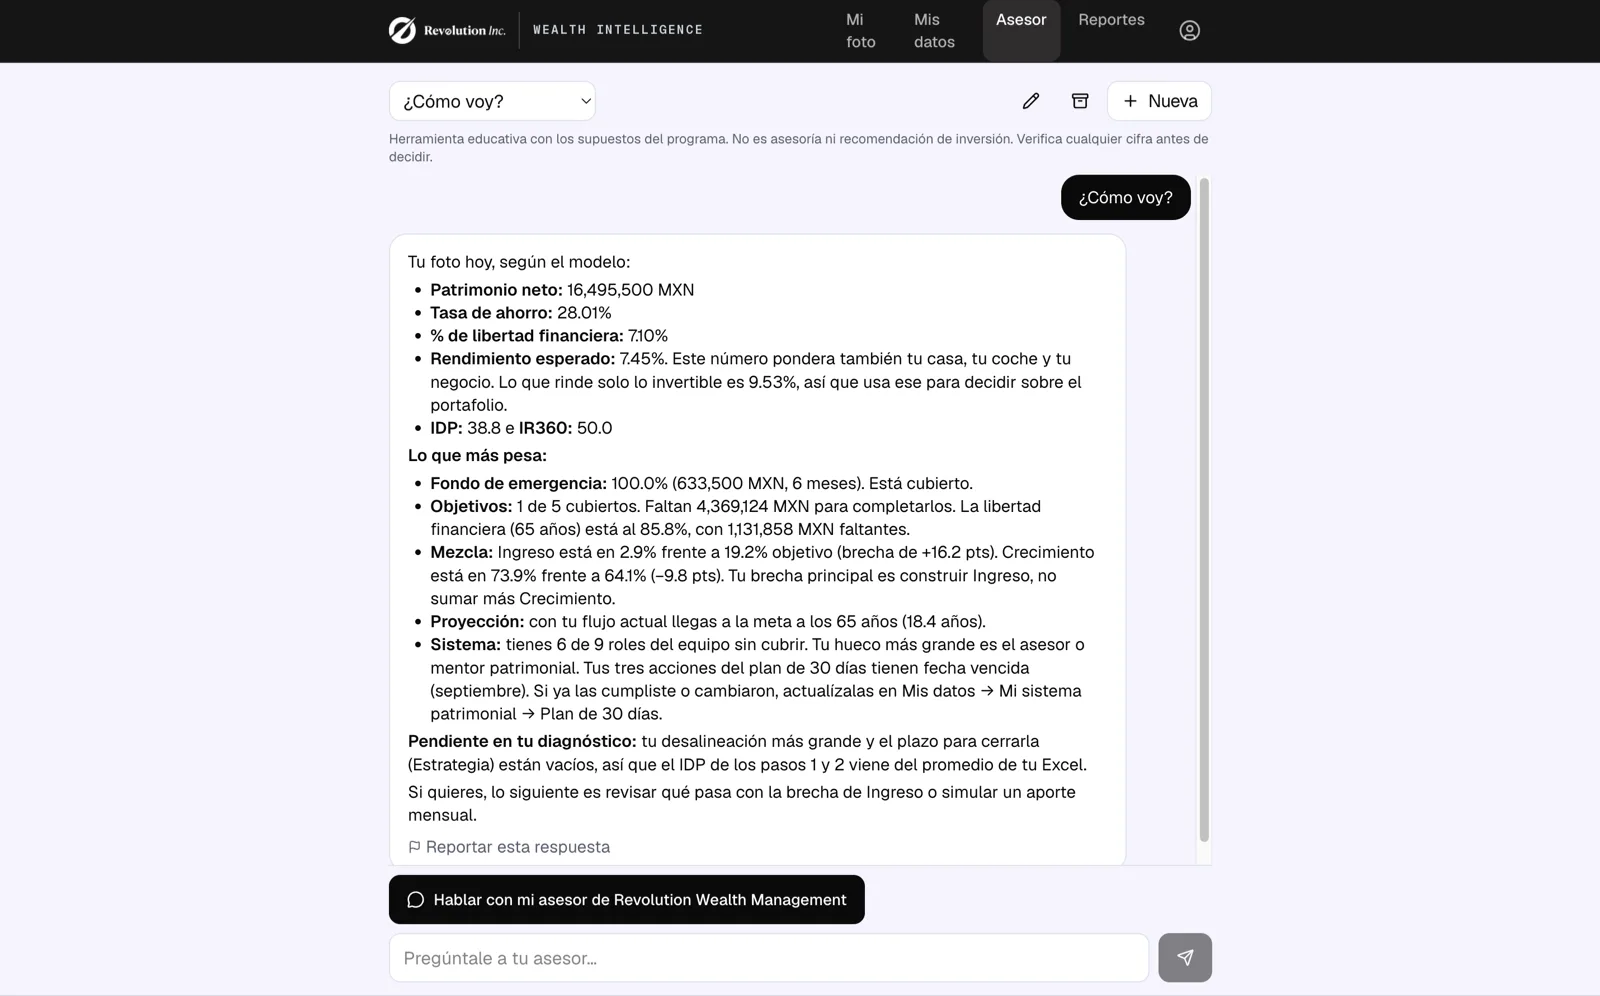 Revolution Inc.
WEALTH INTELLIGENCE
Mi foto
Mis datos
Asesor
Reportes
¿Cómo voy?
Nueva
Herramienta educativa con los supuestos del programa. No es asesoría ni recomendación de inversión. Verifica cualquier cifra antes de
decidir.
¿Cómo voy?
Tu foto hoy, según el modelo:
• Patrimonio neto: 16,495,500 MXN
• Tasa de ahorro: 28.01%
• % de libertad financiera: 7.10%
• Rendimiento esperado: 7.45%. Este número pondera también tu casa, tu coche y tu
negocio. Lo que rinde solo lo invertible es 9.53%, así que usa ese para decidir sobre el
portafolio.
• IDP: 38.8 e IR360: 50.0
Lo que más pesa:
• Fondo de emergencia: 100.0% (633,500 MXN, 6 meses). Está cubierto.
• Objetivos: 1 de 5 cubiertos. Faltan 4,369,124 MXN para completarlos. La libertad
financiera (65 años) está al 85.8%, con 1,131,858 MXN faltantes.
• Mezcla: Ingreso está en 2.9% frente a 19.2% objetivo (brecha de +16.2 pts). Crecimiento
está en 73.9% frente a 64.1% (−9.8 pts). Tu brecha principal es construir Ingreso, no
sumar más Crecimiento.
• Proyección: con tu flujo actual llegas a la meta a los 65 años (18.4 años).
• Sistema: tienes 6 de 9 roles del equipo sin cubrir. Tu hueco más grande es el asesor o
mentor patrimonial. Tus tres acciones del plan de 30 días tienen fecha vencida
(septiembre). Si ya las cumpliste o cambiaron, actualízalas en Mis datos → Mi sistema
patrimonial → Plan de 30 días.
Pendiente en tu diagnóstico: tu desalineación más grande y el plazo para cerrarla
(Estrategia) están vacíos, así que el IDP de los pasos 1 y 2 viene del promedio de tu Excel.
Si quieres, lo siguiente es revisar qué pasa con la brecha de Ingreso o simular un aporte
mensual.
Reportar esta respuesta
Hablar con mi asesor de Revolution Wealth Management
Pregúntale a tu asesor...